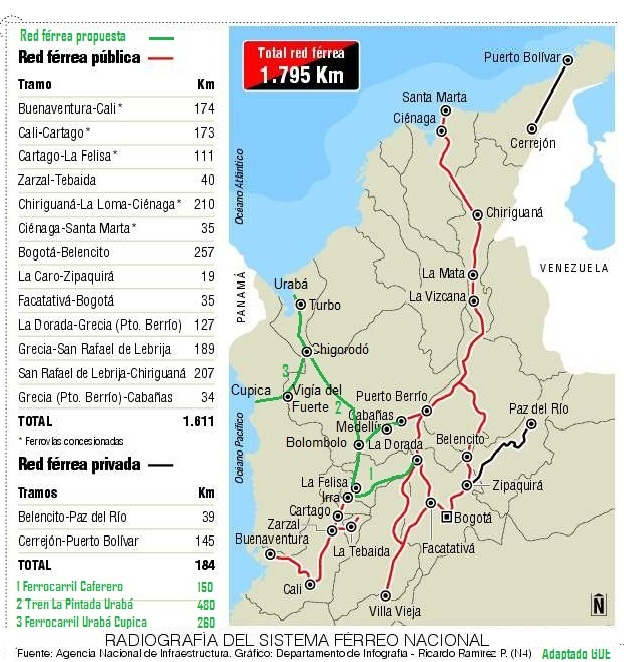 Red férrea propuesta
Red férrea pública
Tramo Km
Buenaventura-Cali* 174
Cali-Cartago* 173
Cartago-La Felisa* 111
Zarzal-Tebaida 40
Chiriguaná-La Loma-Ciénaga* 210
Ciénaga-Santa Marta* 35
Bogotá-Belencito 257
La Caro-Zipaquirá 19
Facatativá-Bogotá 35
La Dorada-Grecia (Pto. Berrío) 127
Grecia-San Rafael de Lebrija 189
San Rafael de Lebrija-Chiriguaná 207
Grecia (Pto. Berrío)-Cabañas 34
TOTAL 1.611
* Ferrovías concesionadas
Red férrea privada
Tramos Km
Belencito-Paz del Río 39
Cerrejón-Puerto Bolívar 145
TOTAL 184
1 Ferrocarril Caferero 150
2 Tren La Pintada Urabá 480
3 Ferrocarril Urabá Cupica 260
Total red férrea
1.795 Km
Puerto Bolívar
Santa Marta
Ciénaga
Cerrejón
Océano Atlántico
Chiriguaná
PANAMÁ
VENEZUELA
La Mata
La Vizcana
Urabá
Turbo
Chigorodó
3
Cupica
Vigía del
Fuerte
2
Puerto Berrío
Cabañas
Medellín
Paz del Río
Océano Pacífico
Bolombolo
La Dorada
Belencito
1
La Felisa
Irra
Zipaquirá
Cartago
Zarzal
Bogotá
Buenaventura
La Tebaida
Facatativá
Cali
Villa Vieja
N
RADIOGRAFÍA DEL SISTEMA FÉRREO NACIONAL
Fuente: Agencia Nacional de Infraestructura. Gráfico: Departamento de Infografía - Ricardo Ramírez P. (N4) Adaptado GUE